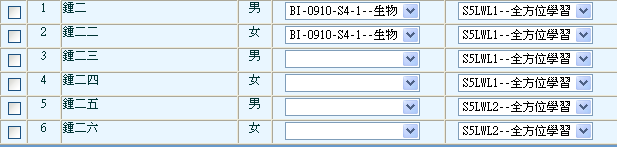 1 鍾二 男 BI-0910-S4-1--生物 S5LWL1--全方位學習
2 鍾二二 女 BI-0910-S4-1--生物 S5LWL1--全方位學習
3 鍾二三 男 S5LWL1--全方位學習
4 鍾二四 女 S5LWL1--全方位學習
5 鍾二五 男 S5LWL2--全方位學習
6 鍾二六 女 S5LWL2--全方位學習